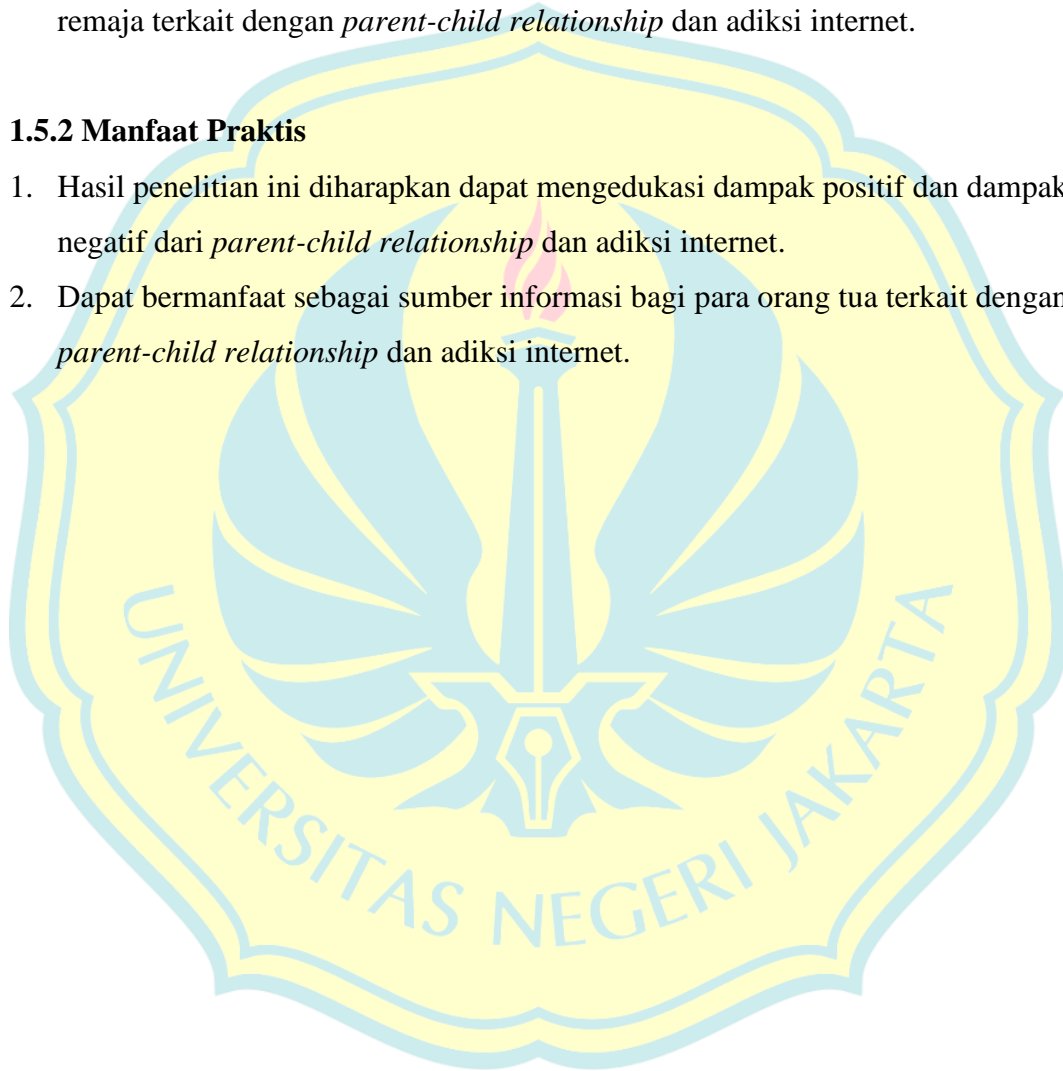 remaja terkait dengan parent-child relationship dan adiksi internet.
1.5.2 Manfaat Praktis
1. Hasil penelitian ini diharapkan dapat mengedukasi dampak positif dan dampak
negatif dari parent-child relationship dan adiksi internet.
2. Dapat bermanfaat sebagai sumber informasi bagi para orang tua terkait dengan
parent-child relationship dan adiksi internet.
UNIVERSITAS NEGERI JAKARTA